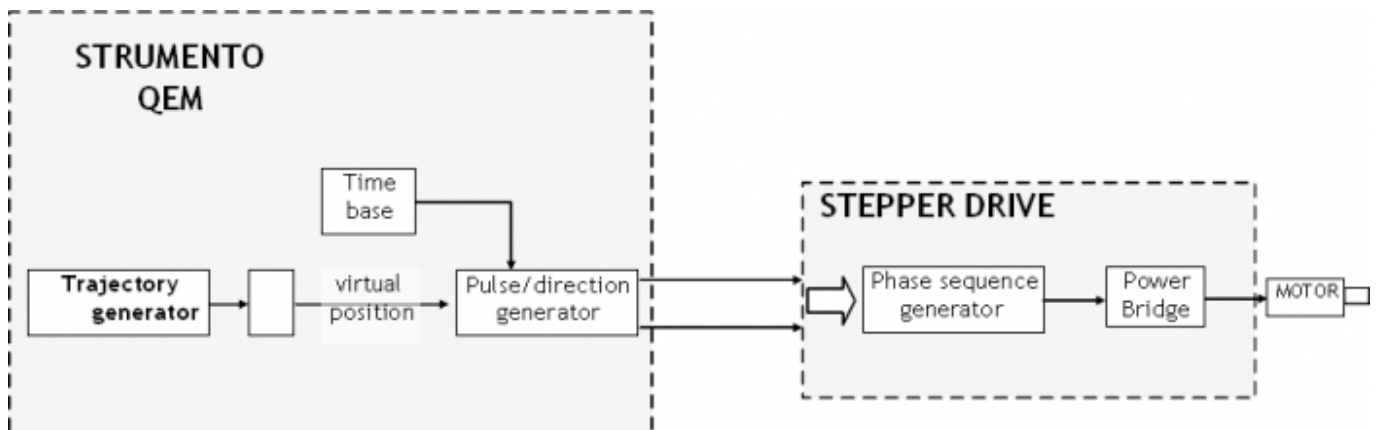 STRUMENTO
QEM
Time
base
STEPPER DRIVE
Trajectory
generator
virtual
position
Pulse/direction
generator
Phase sequence
generator
Power
Bridge
MOTOR